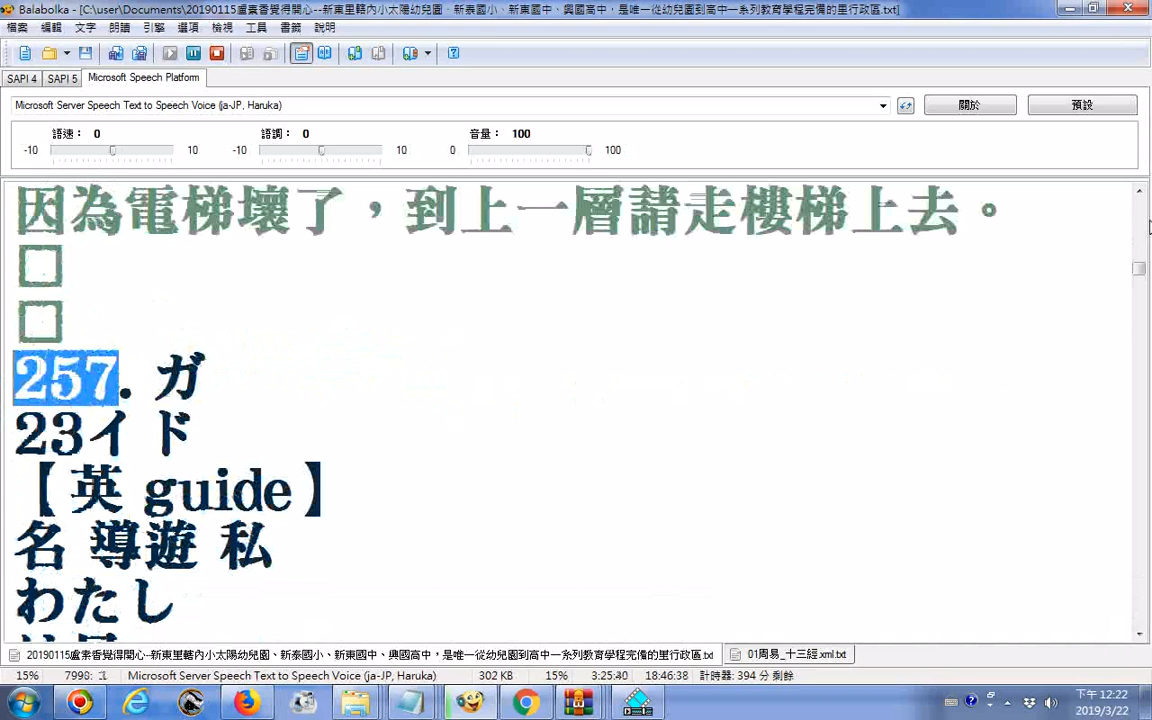 Balabolka - [C:\user\Documents\20190115盧素香覺得開心--新東里轄內小太陽幼兒園、新泰國小、新東國中、興國高中，是唯一從幼兒園到高中一系列教育學程完備的里行政區.txt]
檔案 編輯 文字 朗讀 引擎 選項 檢視 工具 書籤 說明
SAPI 4 SAPI 5 Microsoft Speech Platform
Microsoft Server Speech Text to Speech Voice (ja-JP, Haruka) 關於 預設
語速： 0 語調： 0 音量： 100
-10 10 -10 10 0 100
因為電梯壞了，到上一層請走樓梯上去。
□
□
257. ガ
23イド
【英 guide】
名 導遊 私
わたし
20190115盧素香覺得開心--新東里轄內小太陽幼兒園、新泰國小、新東國中、興國高中，是唯一從幼兒園到高中一系列教育學程完備的里行政區.txt 01周易_十三經.xml.txt
15% 7998: 1 Microsoft Server Speech Text to Speech Voice (ja-JP, Haruka) 302 KB 15% 3:25:40 18:46:38 計時器: 394 分 剩餘
下午 12:22
2019/3/22